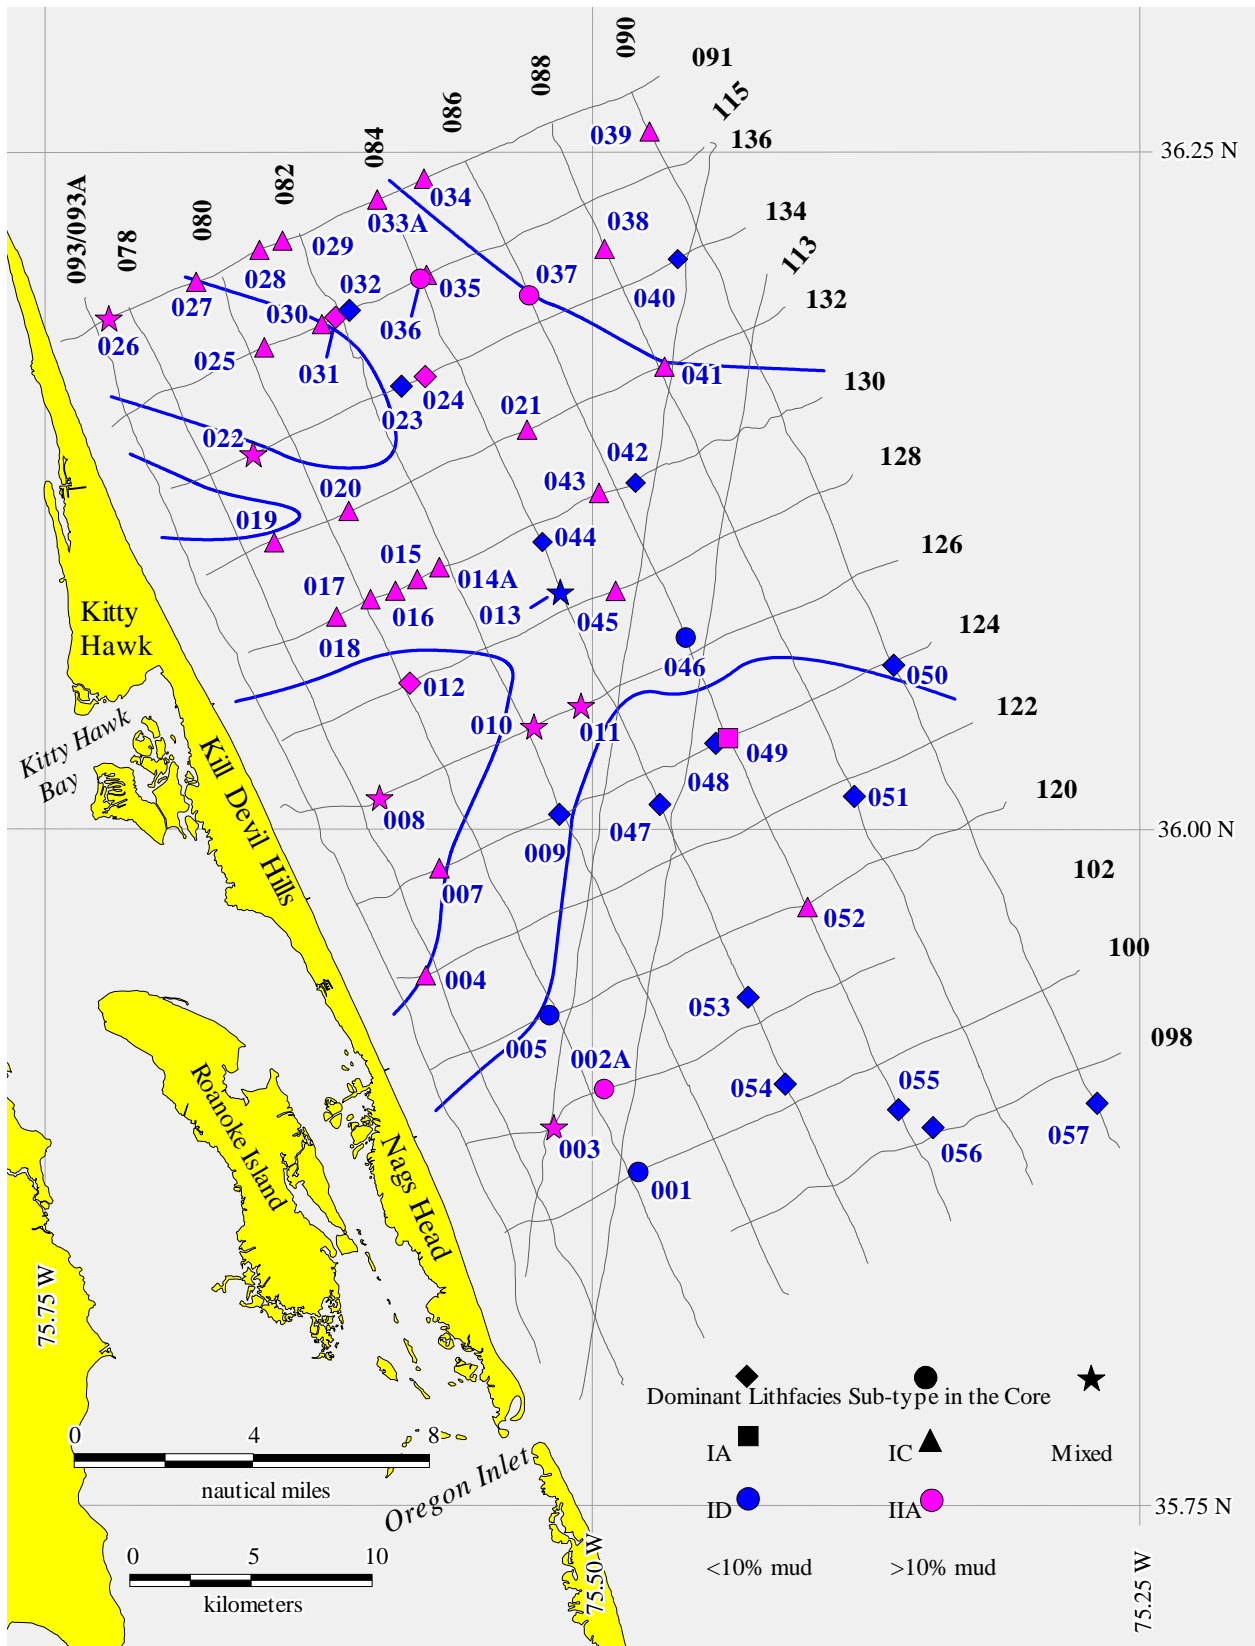 090
091
088
115
086
136
039
36.25 N
084
082
034
093/093A
033A
038
134
080
078
029
113
028
032
037
035
040
132
027
030
036
026
025
031
041
130
024
023
021
022
042
128
043
020
019
044
126
015
014A
017
013
045
016
Kitty
Hawk
124
018
046
050
012
122
010
011
Kitty Hawk
Bay
049
048
Kill Devil Hills
120
051
008
047
36.00 N
009
102
007
052
100
004
053
098
005
002A
Roanoke Island
054
055
057
003
056
Nags Head
001
75.75 W
Dominant Lithfacies Sub-type in the Core
0 4 8
IA
IC
Mixed
nautical miles
Oregon Inlet
ID
IIA
35.75 N
0 5 10
<10% mud
>10% mud
kilometers
75.50 W
75.25 W